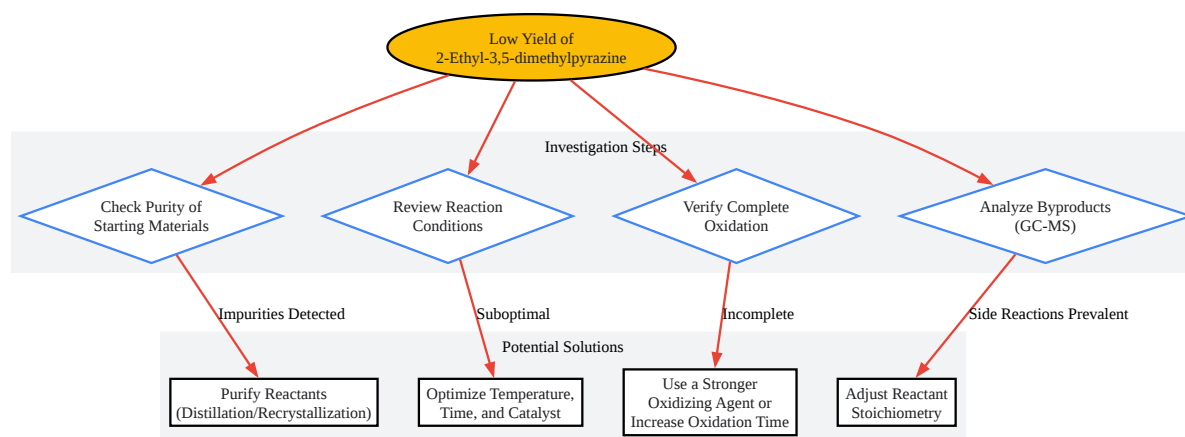 Low Yield of
2-Ethyl-3,5-dimethylpyrazine
Investigation Steps
Check Purity of
Starting Materials
Review Reaction
Conditions
Verify Complete
Oxidation
Analyze Byproducts
(GC-MS)
Impurities Detected
Suboptimal
Incomplete
Side Reactions Prevalent
Potential Solutions
Purify Reactants
(Distillation/Recrystallization)
Optimize Temperature,
Time, and Catalyst
Use a Stronger
Oxidizing Agent or
Increase Oxidation Time
Adjust Reactant
Stoichiometry